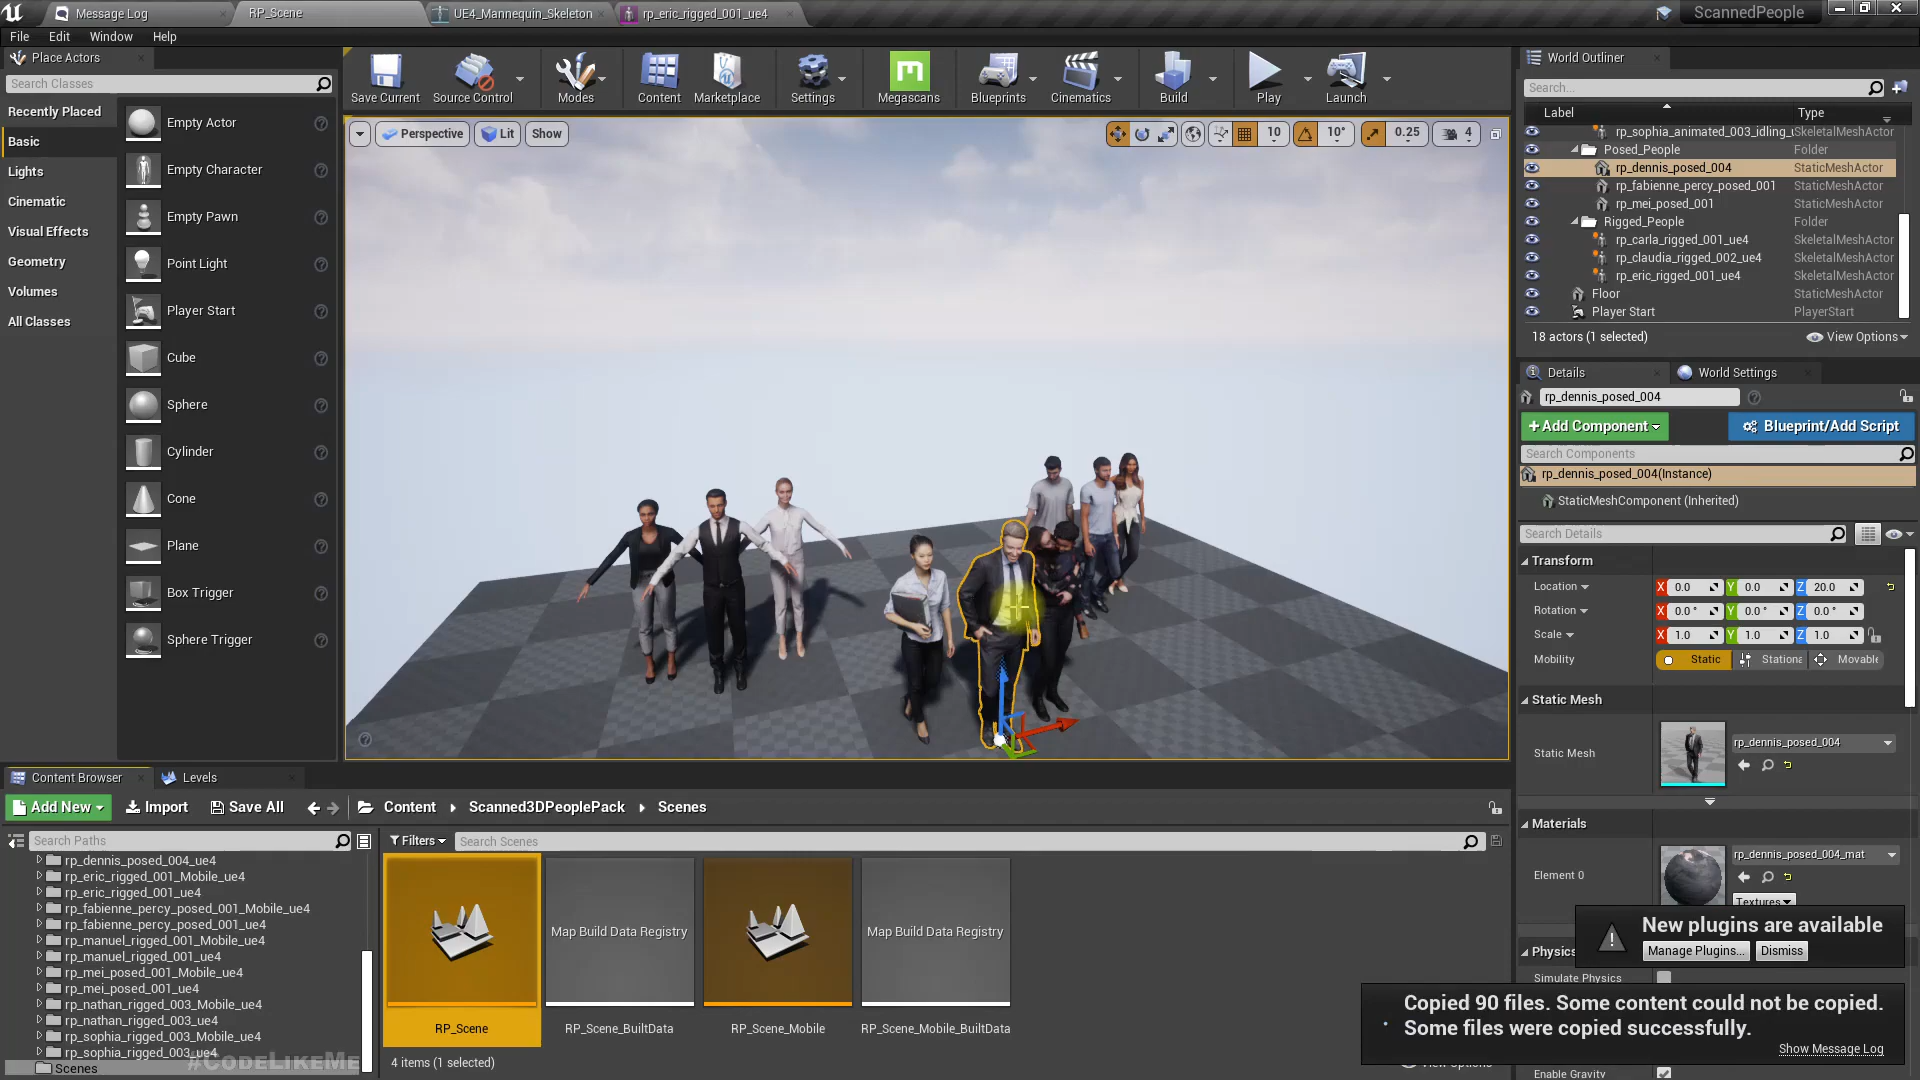 Message Log
RP_Scene
UE4_Mannequin_Skeleton
rp_eric_rigged_001_ue4
ScannedPeople
File Edit Window Help
Place Actors
Search Classes
Recently Placed
Basic
Lights
Cinematic
Visual Effects
Geometry
Volumes
All Classes
Empty Actor
Empty Character
Empty Pawn
Point Light
Player Start
Cube
Sphere
Cylinder
Cone
Plane
Box Trigger
Sphere Trigger
Save Current
Source Control
Modes
Content
Marketplace
Settings
Megascans
Blueprints
Cinematics
Build
Play
Launch
Perspective Lit Show
10 10° 0.25 4
World Outliner
Search...
Label Type
rp_sophia_animated_003_idling_u SkeletalMeshActor
Posed_People Folder
rp_dennis_posed_004 StaticMeshActor
rp_fabienne_percy_posed_001 StaticMeshActor
rp_mei_posed_001 StaticMeshActor
Rigged_People Folder
rp_carla_rigged_001_ue4 SkeletalMeshActor
rp_claudia_rigged_002_ue4 SkeletalMeshActor
rp_eric_rigged_001_ue4 SkeletalMeshActor
Floor StaticMeshActor
Player Start PlayerStart
18 actors (1 selected) View Options
Details World Settings
rp_dennis_posed_004
+Add Component Blueprint/Add Script
Search Components
rp_dennis_posed_004(Instance)
StaticMeshComponent (Inherited)
Search Details
Transform
Location X 0.0 Y 0.0 Z 20.0
Rotation X 0.0 ° Y 0.0 ° Z 0.0 °
Scale X 1.0 Y 1.0 Z 1.0
Mobility Static Stationa Movable
Static Mesh
Static Mesh rp_dennis_posed_004
Materials
Element 0 rp_dennis_posed_004_mat
Textures
Physics
Simulate Physics
Enable Gravity
New plugins are available
Manage Plugins... Dismiss
Copied 90 files. Some content could not be copied.
Some files were copied successfully.
Show Message Log
Content Browser Levels
Add New Import Save All Content Scanned3DPeoplePack Scenes
Search Paths
Filters Search Scenes
rp_dennis_posed_004_ue4
rp_eric_rigged_001_Mobile_ue4
rp_eric_rigged_001_ue4
rp_fabienne_percy_posed_001_Mobile_ue4
rp_fabienne_percy_posed_001_ue4
rp_manuel_rigged_001_Mobile_ue4
rp_manuel_rigged_001_ue4
rp_mei_posed_001_Mobile_ue4
rp_mei_posed_001_ue4
rp_nathan_rigged_003_Mobile_ue4
rp_nathan_rigged_003_ue4
rp_sophia_rigged_003_Mobile_ue4
rp_sophia_rigged_003_ue4
Scenes
#CODELIKEME
Map Build Data Registry
Map Build Data Registry
RP_Scene
RP_Scene_BuiltData
RP_Scene_Mobile
RP_Scene_Mobile_BuiltData
4 items (1 selected)
View Options